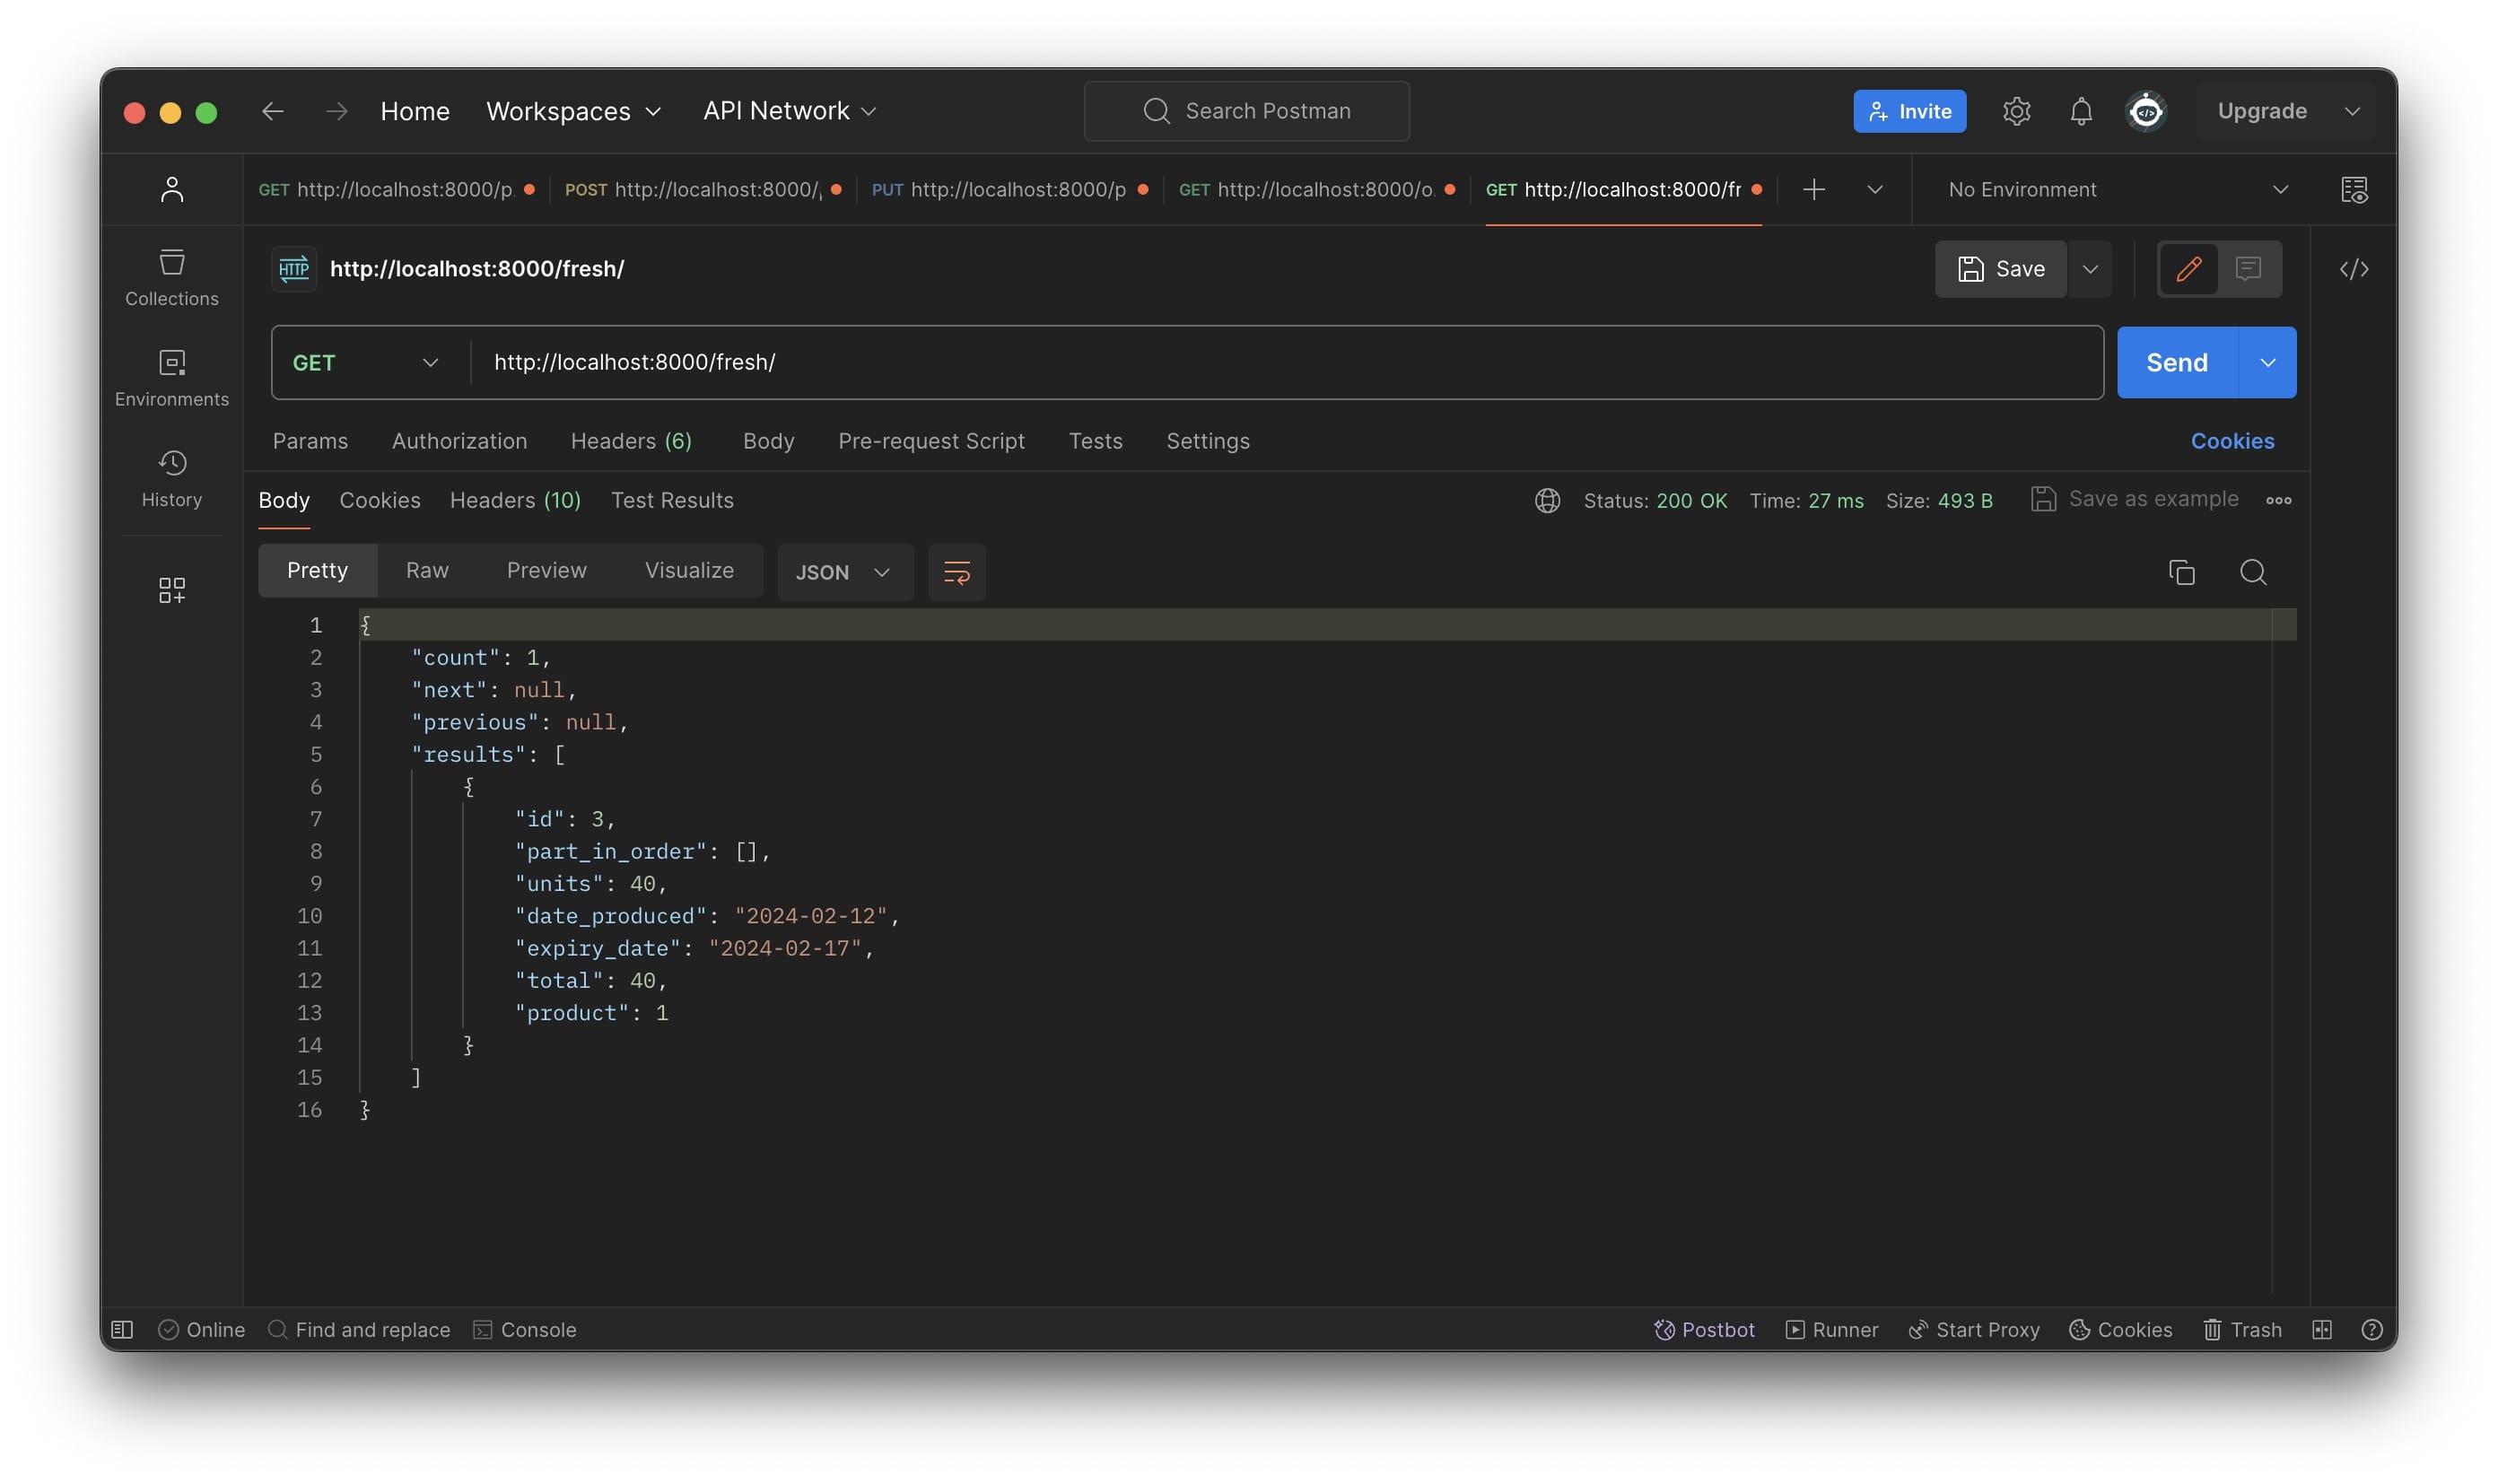 Home Workspaces API Network Search Postman Invite Upgrade
GET http://localhost:8000/p. POST http://localhost:8000/ PUT http://localhost:8000/p GET http://localhost:8000/o. GET http://localhost:8000/fr No Environment
HTTP http://localhost:8000/fresh/ Save
Collections
GET http://localhost:8000/fresh/ Send
Environments
Params Authorization Headers (6) Body Pre-request Script Tests Settings Cookies
History
Body Cookies Headers (10) Test Results Status: 200 OK Time: 27 ms Size: 493 B Save as example
Pretty Raw Preview Visualize JSON
1 {
2 "count": 1,
3 "next": null,
4 "previous": null,
5 "results": [
6 {
7 "id": 3,
8 "part_in_order": [],
9 "units": 40,
10 "date_produced": "2024-02-12",
11 "expiry_date": "2024-02-17",
12 "total": 40,
13 "product": 1
14 }
15 ]
16 }
Online Find and replace Console Postbot Runner Start Proxy Cookies Trash